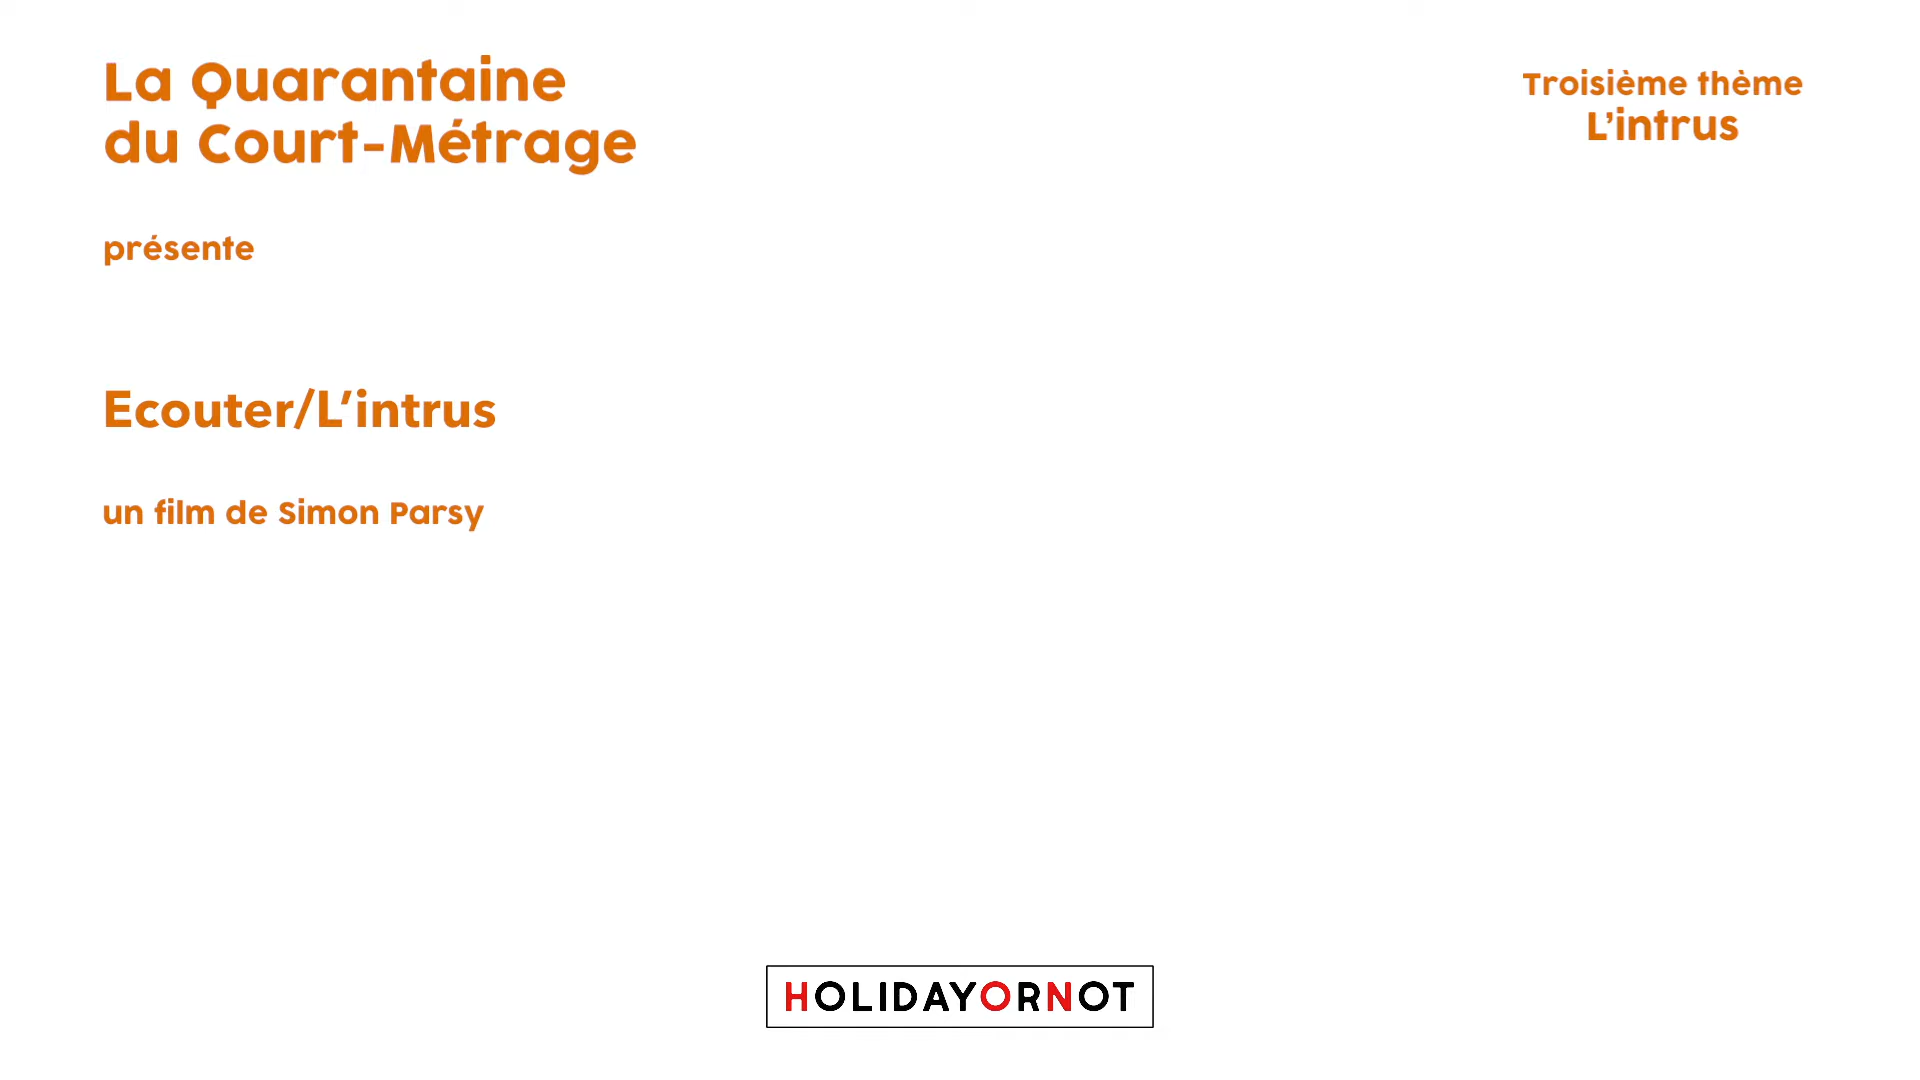 La Quarantaine
du Court-Métrage
Troisième thème
L’intrus
présente
Ecouter/L’intrus
un film de Simon Parsy
HOLIDAYORNOT